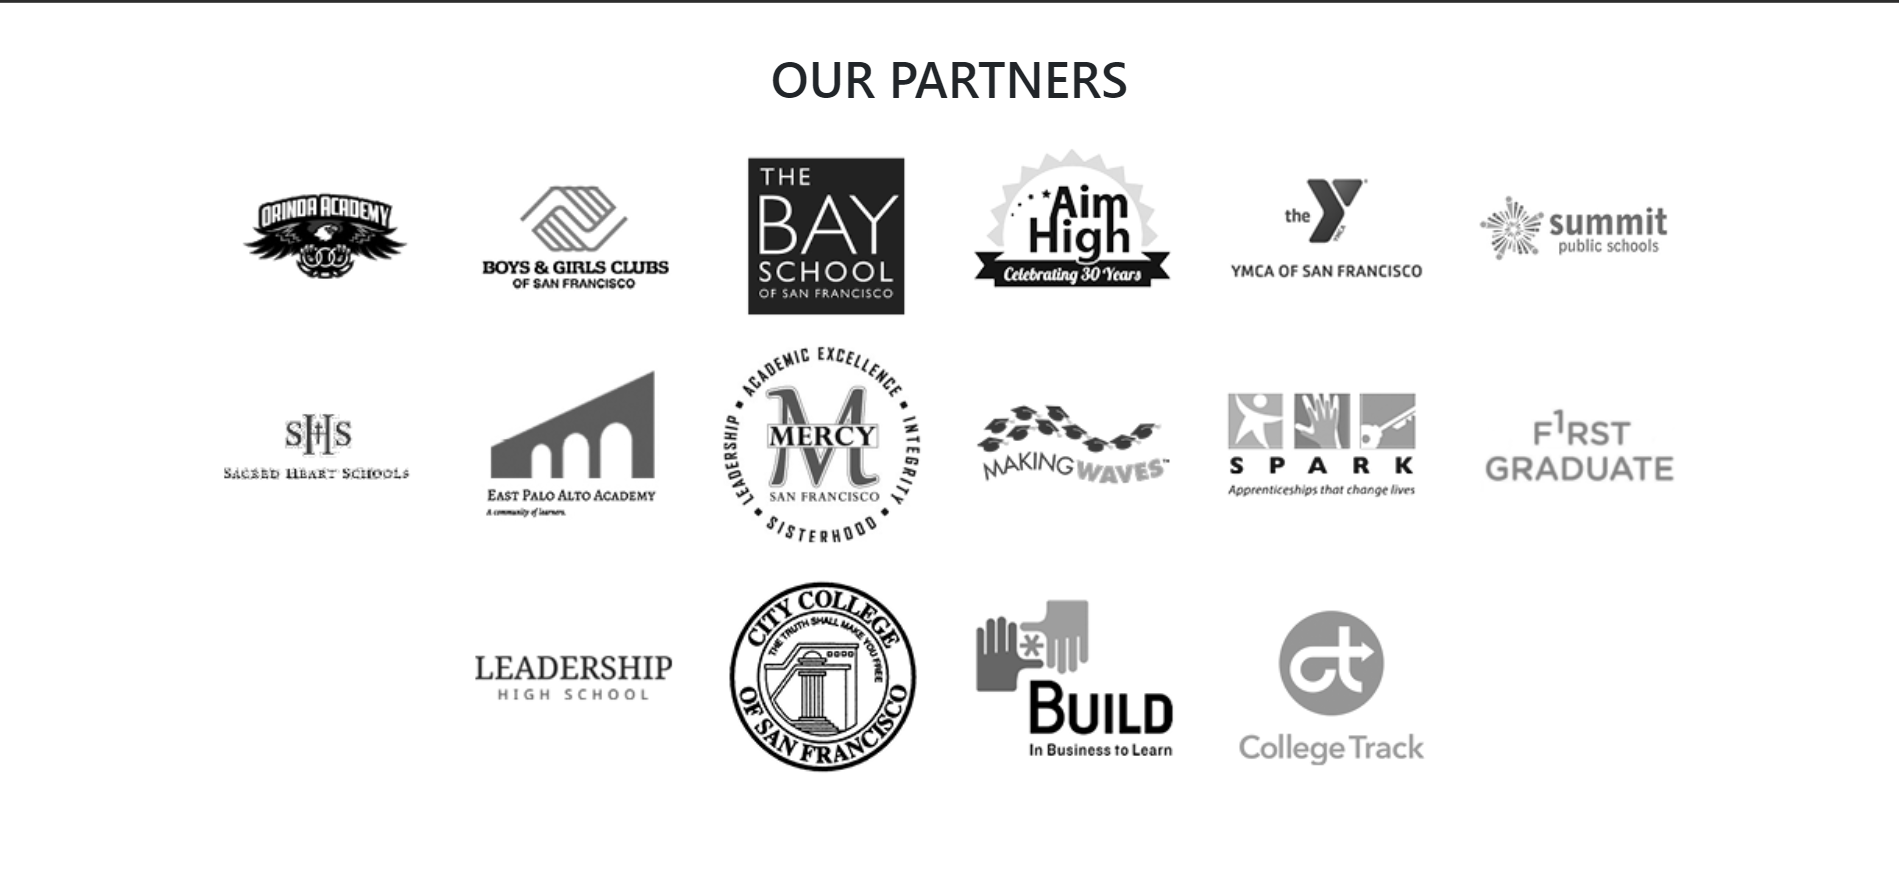 OUR PARTNERS
ORINDA ACADEMY
BOYS & GIRLS CLUBS
OF SAN FRANCISCO
THE
BAY
SCHOOL
OF SAN FRANCISCO
Aim
High
Celebrating 30 Years
the Y
YMCA
YMCA OF SAN FRANCISCO
summit
public schools
SHS
SACRED HEART SCHOOLS
EAST PALO ALTO ACADEMY
A community of learners.
ACADEMIC EXCELLENCE
INTEGRITY
SISTERHOOD
LEADERSHIP
M
MERCY
SAN FRANCISCO
MAKING WAVES™
SPARK
Apprenticeships that change lives
F1RST
GRADUATE
LEADERSHIP
HIGH SCHOOL
CITY COLLEGE
OF SAN FRANCISCO
THE TRUTH SHALL MAKE YOU FREE
BUILD
In Business to Learn
ct
College Track